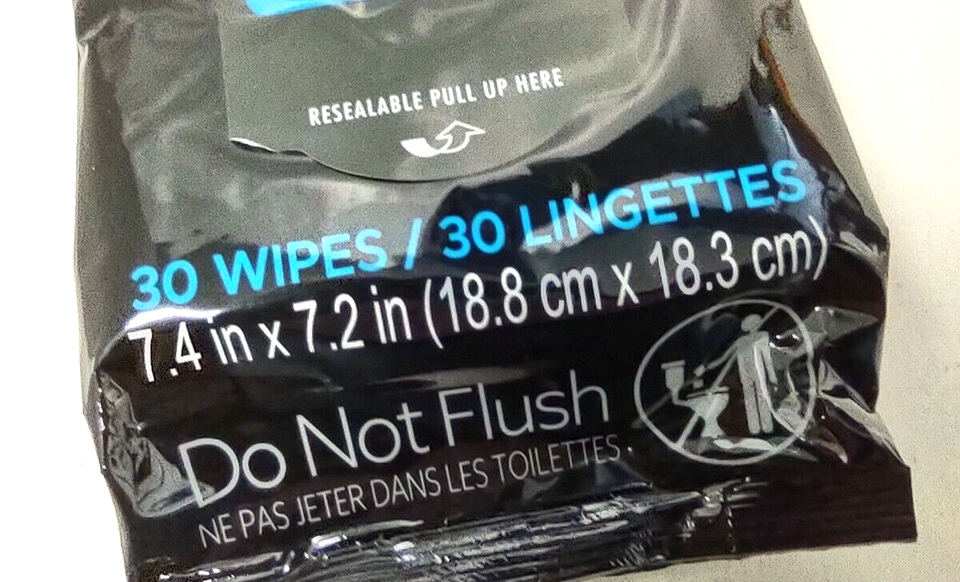 RESEALABLE PULL UP HERE
30 WIPES / 30 LINGETTES
7.4 in x 7.2 in (18.8 cm x 18.3 cm)
Do Not Flush
NE PAS JETER DANS LES TOILETTES.